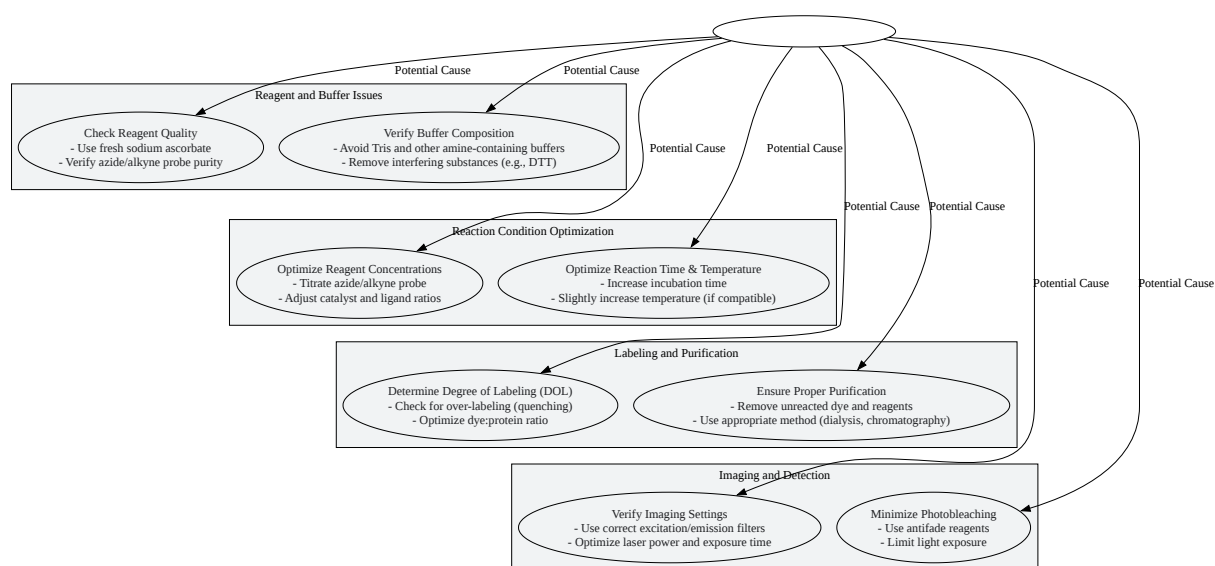 Potential Cause
Potential Cause
Reagent and Buffer Issues
Check Reagent Quality
- Use fresh sodium ascorbate
- Verify azide/alkyne probe purity
Verify Buffer Composition
- Avoid Tris and other amine-containing buffers
- Remove interfering substances (e.g., DTT)
Potential Cause
Potential Cause
Potential Cause
Potential Cause
Reaction Condition Optimization
Optimize Reagent Concentrations
- Titrate azide/alkyne probe
- Adjust catalyst and ligand ratios
Optimize Reaction Time & Temperature
- Increase incubation time
- Slightly increase temperature (if compatible)
Potential Cause
Potential Cause
Labeling and Purification
Determine Degree of Labeling (DOL)
- Check for over-labeling (quenching)
- Optimize dye:protein ratio
Ensure Proper Purification
- Remove unreacted dye and reagents
- Use appropriate method (dialysis, chromatography)
Imaging and Detection
Verify Imaging Settings
- Use correct excitation/emission filters
- Optimize laser power and exposure time
Minimize Photobleaching
- Use antifade reagents
- Limit light exposure